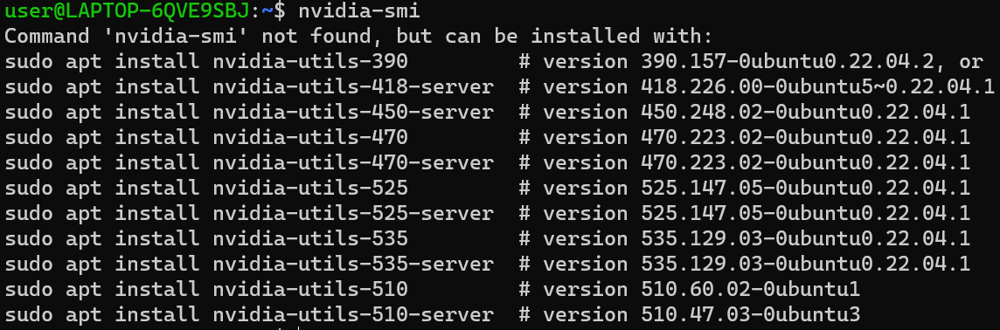 user@LAPTOP-6QVE9SBJ:~$ nvidia-smi
Command 'nvidia-smi' not found, but can be installed with:
sudo apt install nvidia-utils-390         # version 390.157-0ubuntu0.22.04.2, or
sudo apt install nvidia-utils-418-server  # version 418.226.00-0ubuntu5~0.22.04.1
sudo apt install nvidia-utils-450-server  # version 450.248.02-0ubuntu0.22.04.1
sudo apt install nvidia-utils-470         # version 470.223.02-0ubuntu0.22.04.1
sudo apt install nvidia-utils-470-server  # version 470.223.02-0ubuntu0.22.04.1
sudo apt install nvidia-utils-525         # version 525.147.05-0ubuntu0.22.04.1
sudo apt install nvidia-utils-525-server  # version 525.147.05-0ubuntu0.22.04.1
sudo apt install nvidia-utils-535         # version 535.129.03-0ubuntu0.22.04.1
sudo apt install nvidia-utils-535-server  # version 535.129.03-0ubuntu0.22.04.1
sudo apt install nvidia-utils-510         # version 510.60.02-0ubuntu1
sudo apt install nvidia-utils-510-server  # version 510.47.03-0ubuntu3